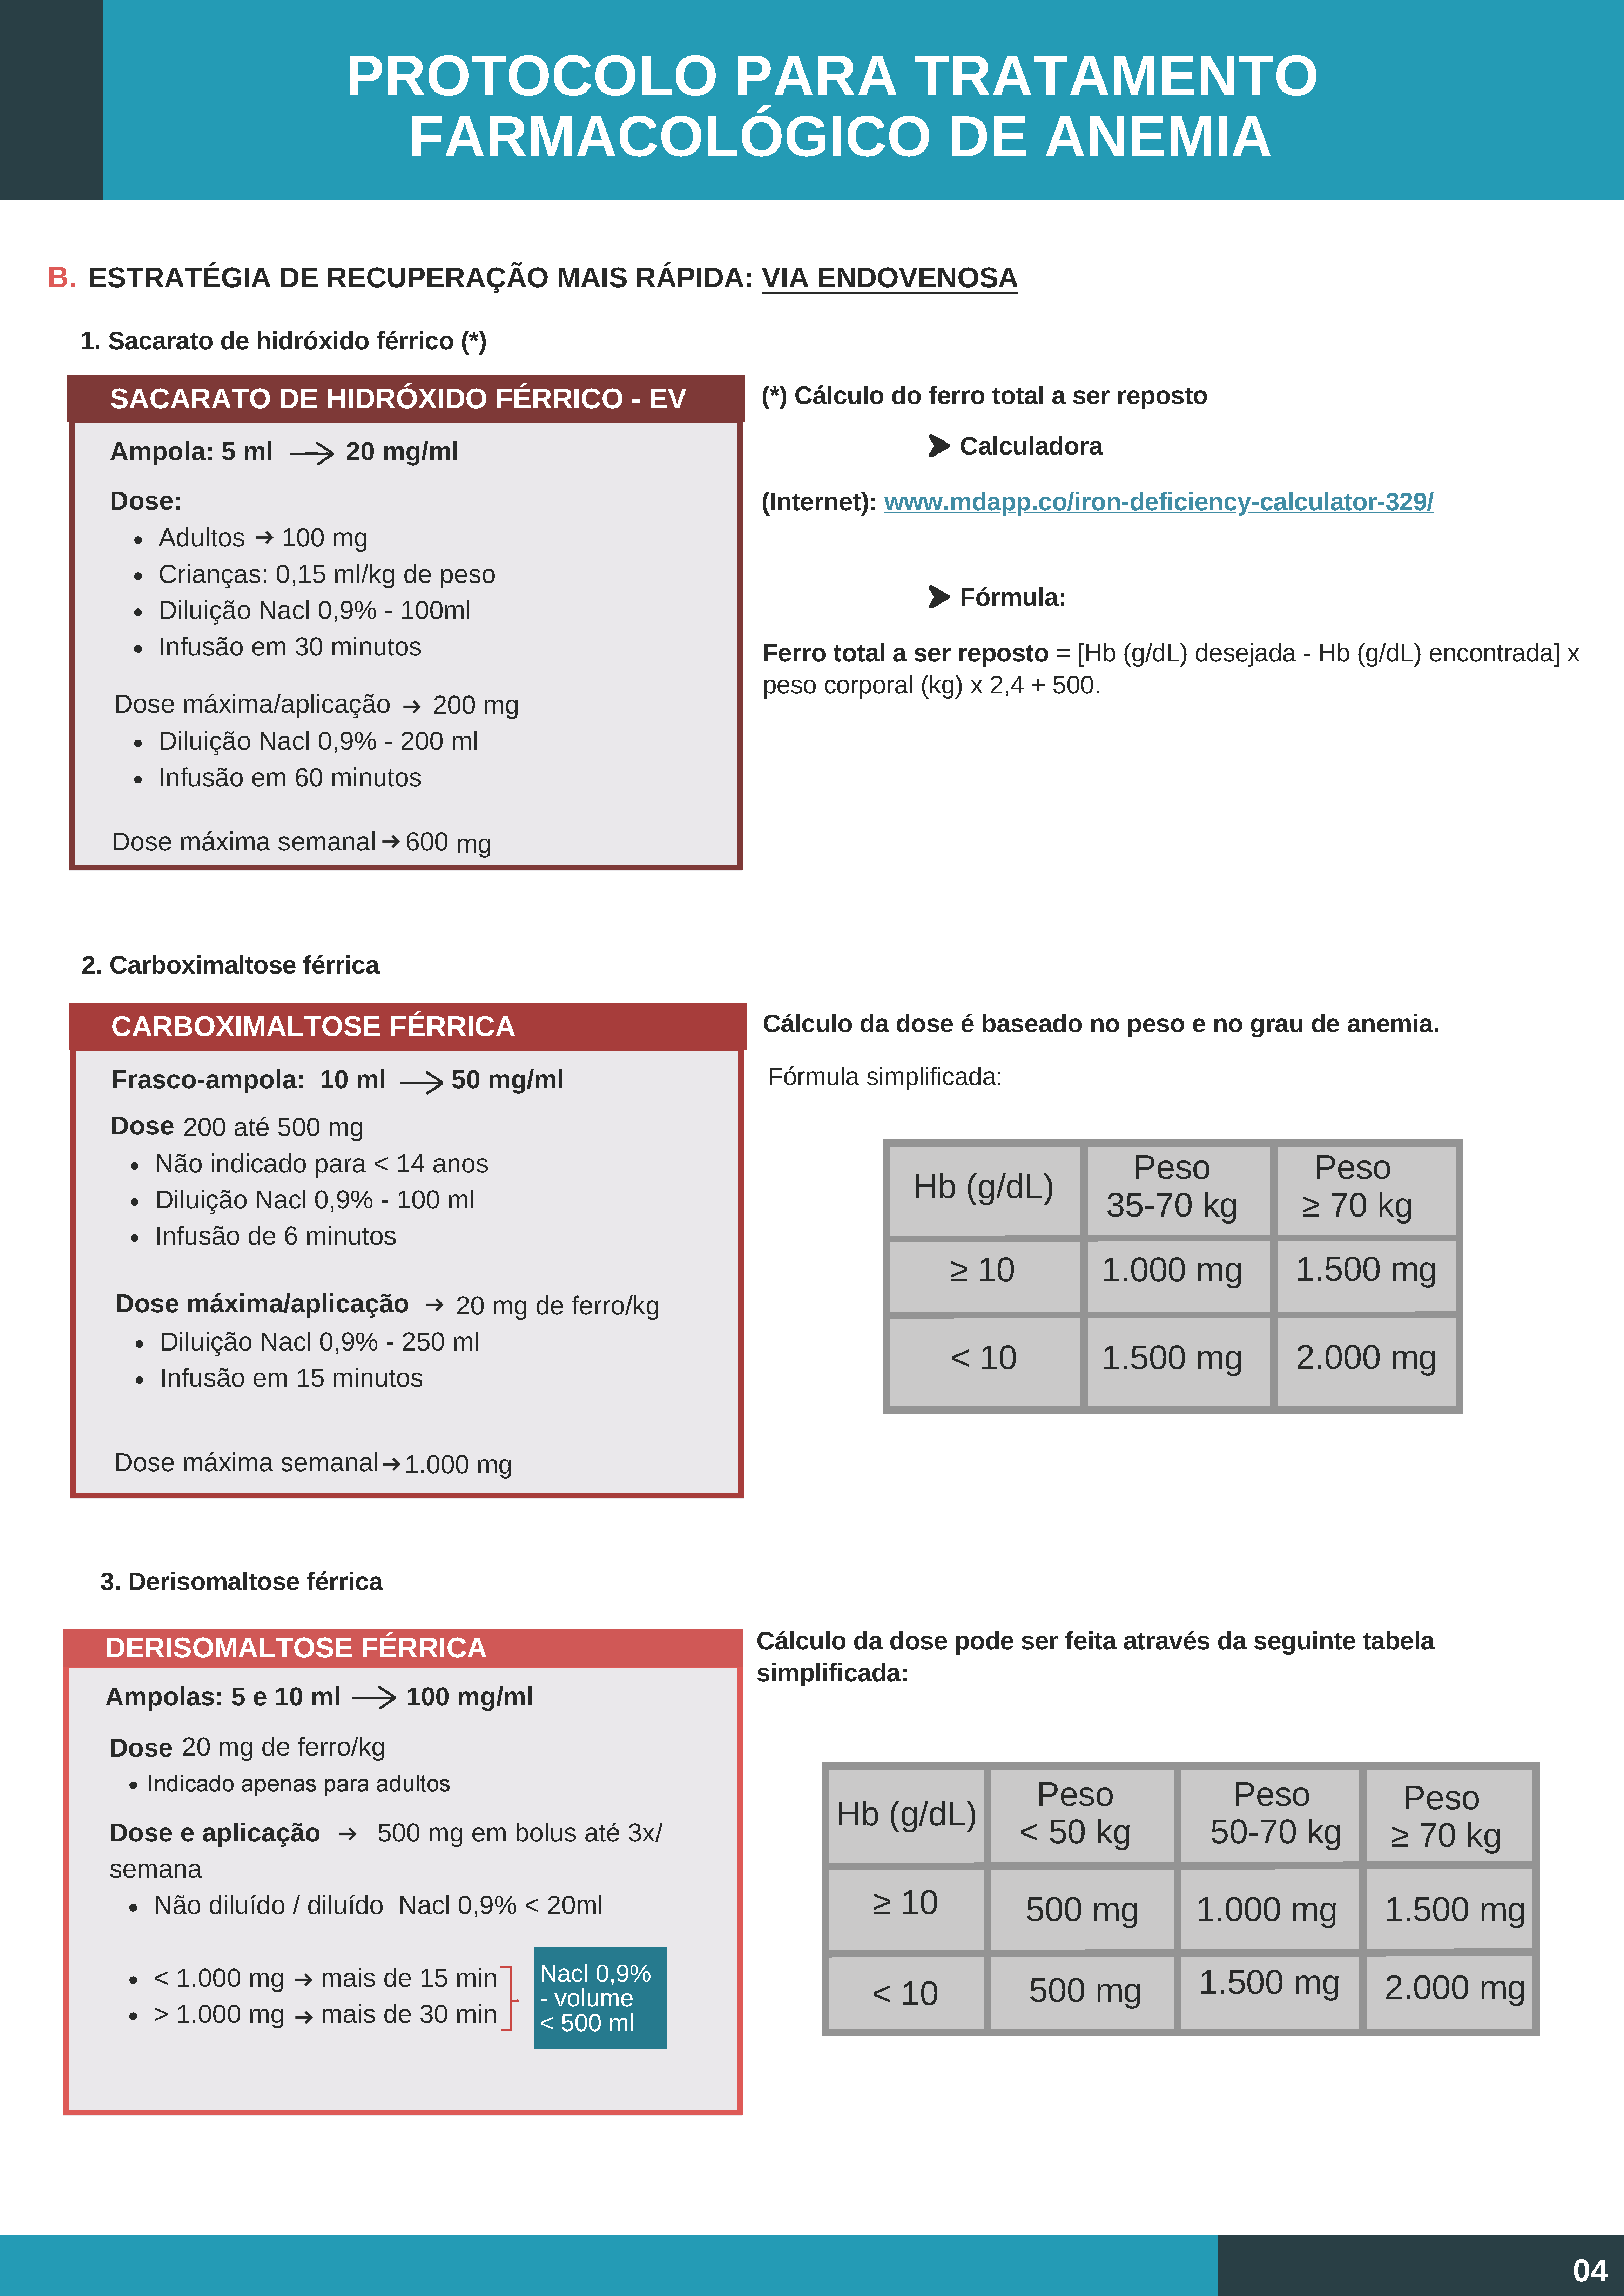 PROTOCOLO PARA TRATAMENTO
FARMACOLÓGICO DE ANEMIA
B. ESTRATÉGIA DE RECUPERAÇÃO MAIS RÁPIDA: VIA ENDOVENOSA
1. Sacarato de hidróxido férrico (*)
SACARATO DE HIDRÓXIDO FÉRRICO - EV
Ampola: 5 ml → 20 mg/ml
Dose:
• Adultos → 100 mg
• Crianças: 0,15 ml/kg de peso
• Diluição Nacl 0,9% - 100ml
• Infusão em 30 minutos
Dose máxima/aplicação → 200 mg
• Diluição Nacl 0,9% - 200 ml
• Infusão em 60 minutos
Dose máxima semanal → 600 mg
(*) Cálculo do ferro total a ser reposto
➤ Calculadora
(Internet): www.mdapp.co/iron-deficiency-calculator-329/
➤ Fórmula:
Ferro total a ser reposto = [Hb (g/dL) desejada - Hb (g/dL) encontrada] x
peso corporal (kg) x 2,4 + 500.
2. Carboximaltose férrica
CARBOXIMALTOSE FÉRRICA
Frasco-ampola: 10 ml → 50 mg/ml
Dose 200 até 500 mg
• Não indicado para < 14 anos
• Diluição Nacl 0,9% - 100 ml
• Infusão de 6 minutos
Dose máxima/aplicação → 20 mg de ferro/kg
• Diluição Nacl 0,9% - 250 ml
• Infusão em 15 minutos
Dose máxima semanal → 1.000 mg
Cálculo da dose é baseado no peso e no grau de anemia.
Fórmula simplificada:
Hb (g/dL) Peso 35-70 kg Peso ≥ 70 kg
≥ 10 1.000 mg 1.500 mg
< 10 1.500 mg 2.000 mg
3. Derisomaltose férrica
DERISOMALTOSE FÉRRICA
Ampolas: 5 e 10 ml → 100 mg/ml
Dose 20 mg de ferro/kg
• Indicado apenas para adultos
Dose e aplicação → 500 mg em bolus até 3x/
semana
• Não diluído / diluído Nacl 0,9% < 20ml
• < 1.000 mg → mais de 15 min
• > 1.000 mg → mais de 30 min
Nacl 0,9%
- volume
< 500 ml
Cálculo da dose pode ser feita através da seguinte tabela
simplificada:
Hb (g/dL) Peso < 50 kg Peso 50-70 kg Peso ≥ 70 kg
≥ 10 500 mg 1.000 mg 1.500 mg
< 10 500 mg 1.500 mg 2.000 mg
04